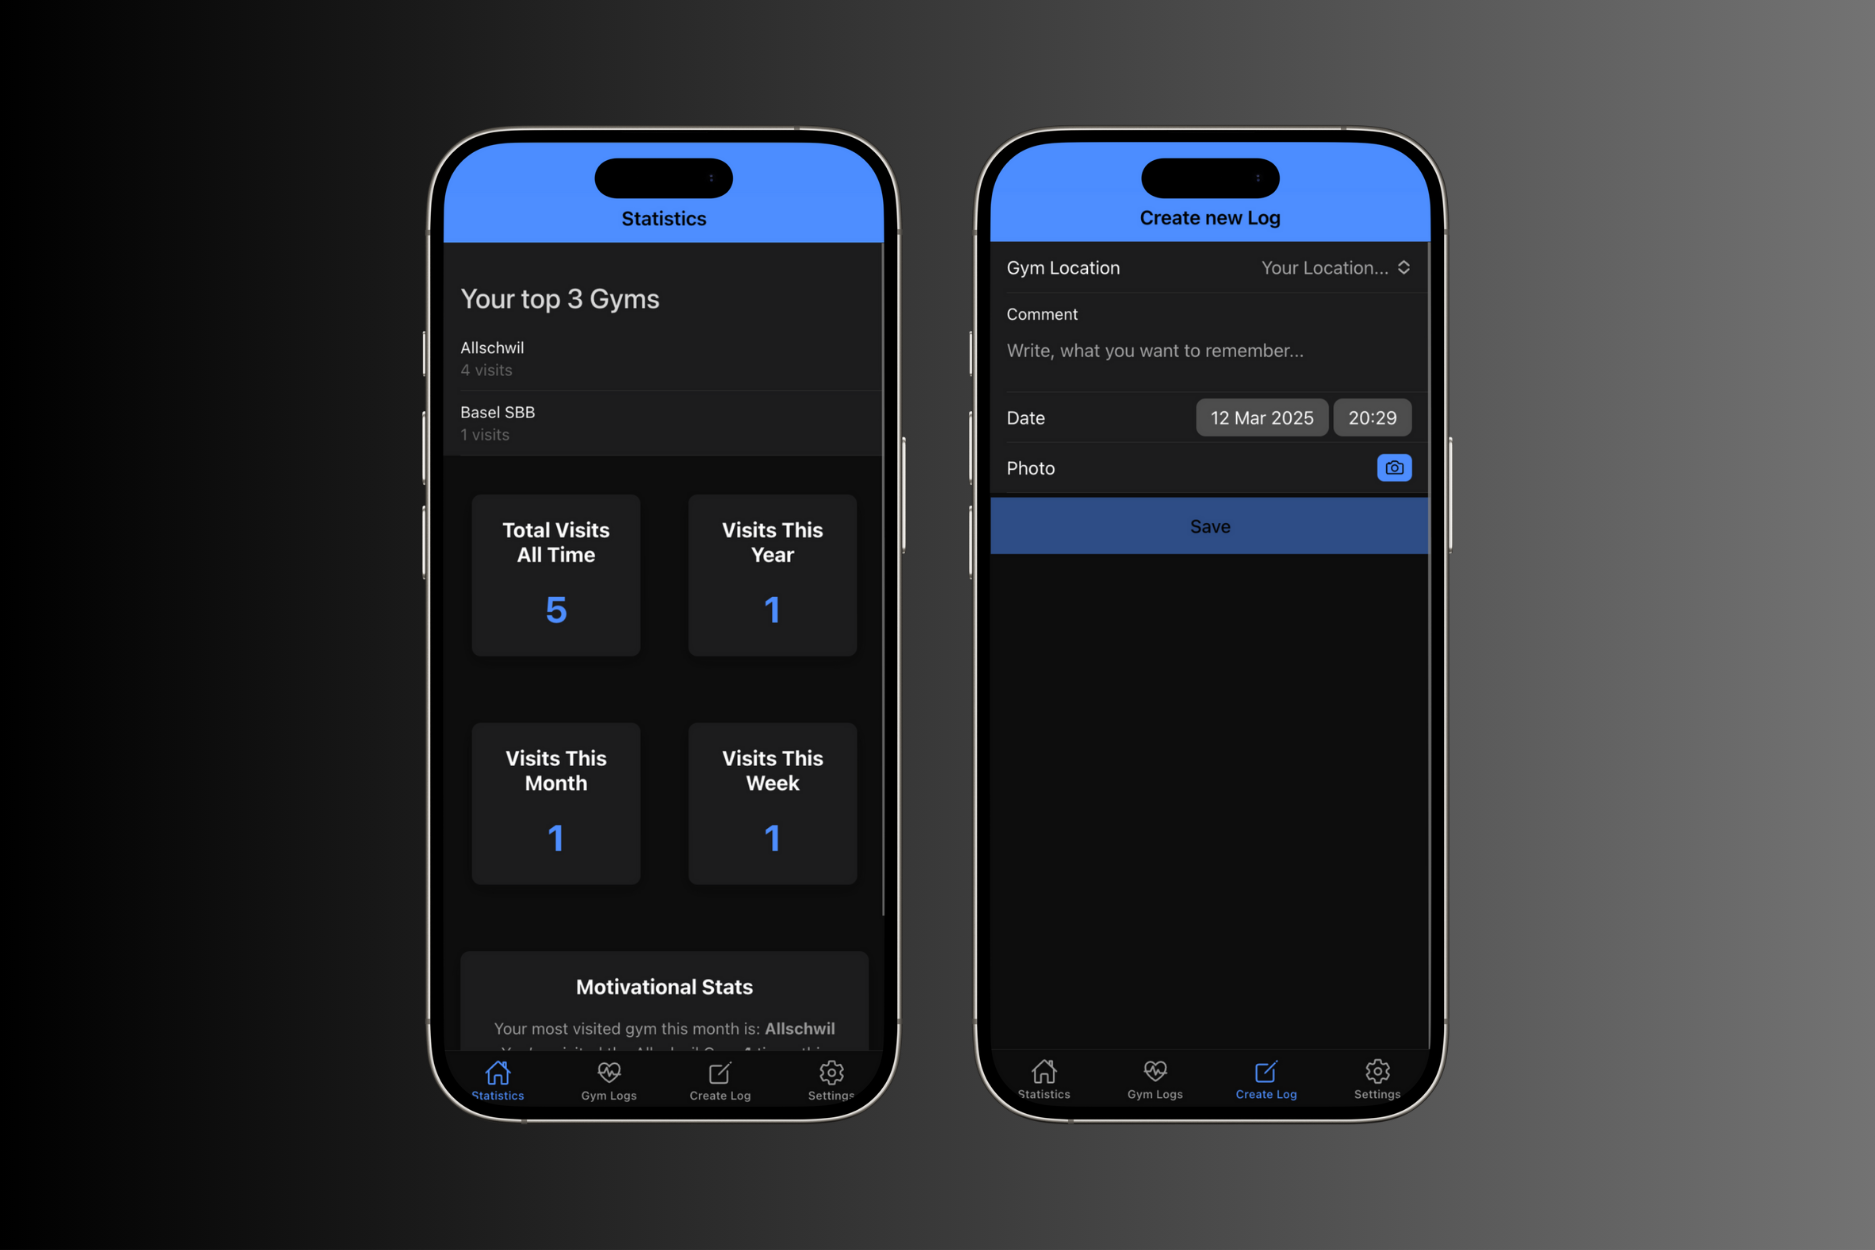 Statistics
Your top 3 Gyms
Allschwil
4 visits
Basel SBB
1 visits
Total Visits
All Time
5
Visits This
Year
1
Visits This
Month
1
Visits This
Week
1
Motivational Stats
Your most visited gym this month is: Allschwil
Statistics
Gym Logs
Create Log
Settings
Create new Log
Gym Location
Your Location...
Comment
Write, what you want to remember...
Date
12 Mar 2025
20:29
Photo
Save
Statistics
Gym Logs
Create Log
Settings